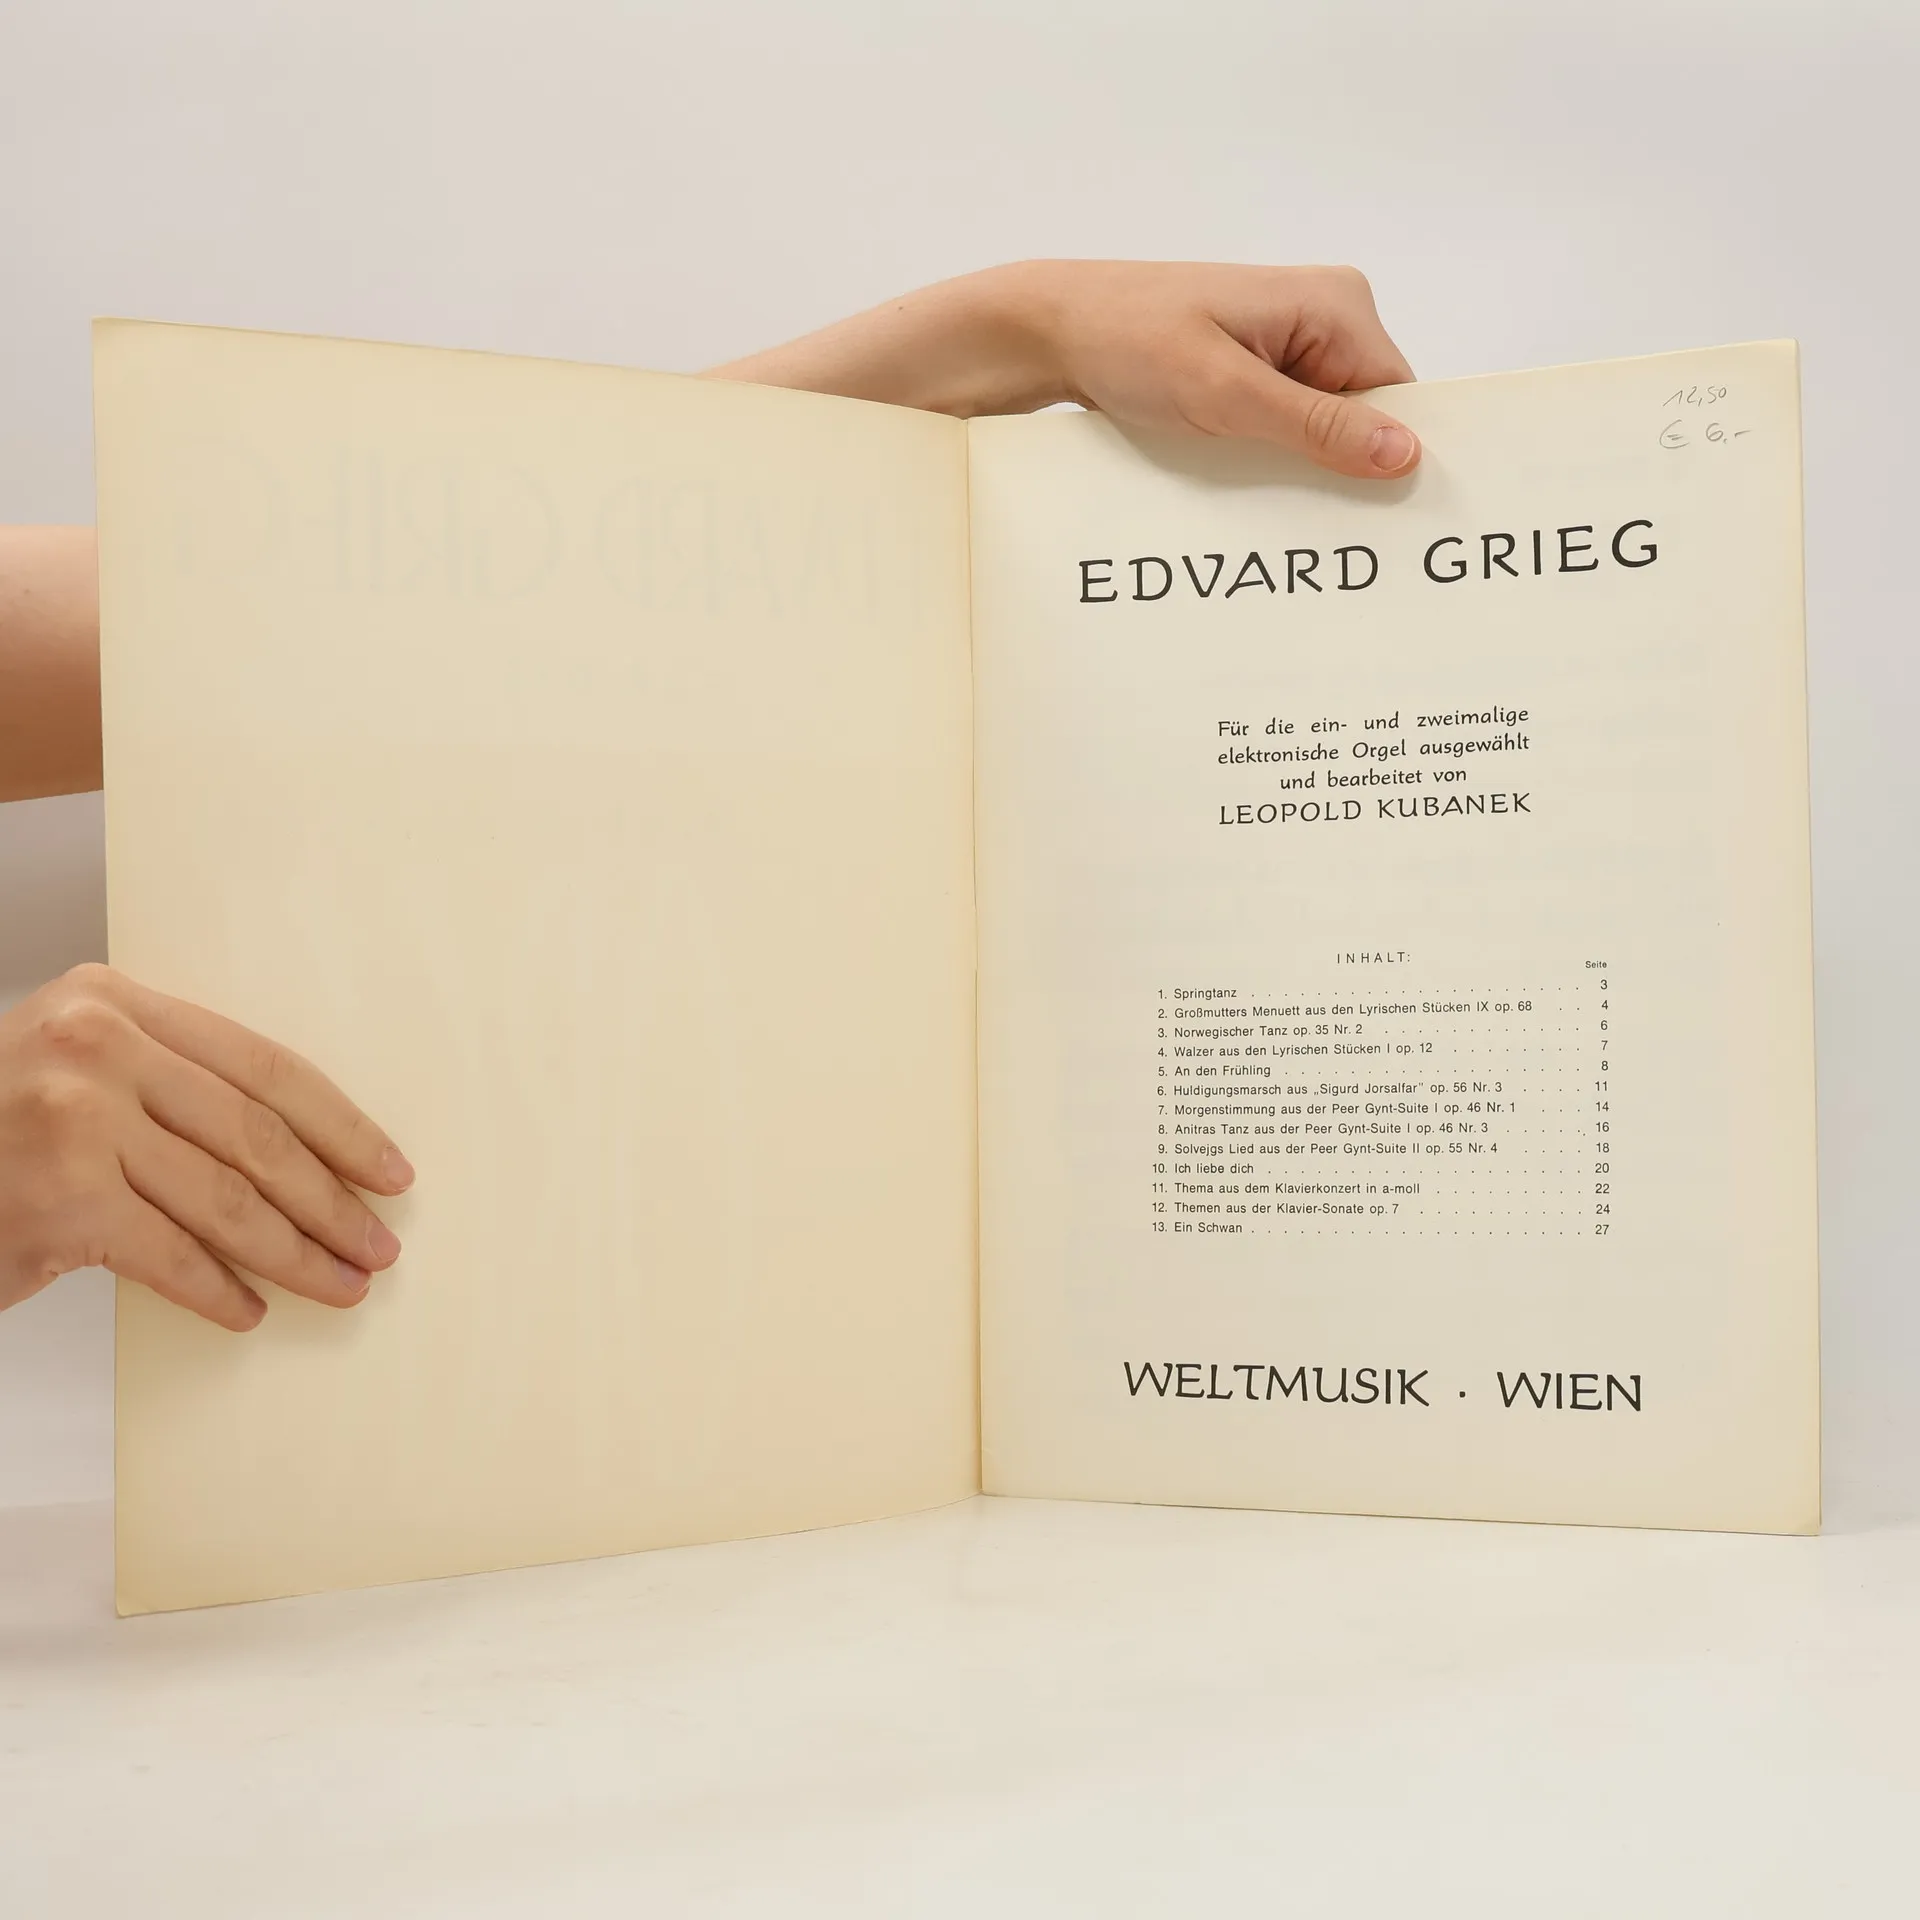 12,50
€ 6.-
EDVARD GRIEG
Für die ein- und zweimalige
elektronische Orgel ausgewählt
und bearbeitet von
LEOPOLD KUBANEK
INHALT:
Seite
1. Springtanz . . . . . . . . . . . . . . . . . . . 3
2. Großmutters Menuett aus den Lyrischen Stücken IX op. 68 . . 4
3. Norwegischer Tanz op. 35 Nr. 2 . . . . . . . . . . . 6
4. Walzer aus den Lyrischen Stücken I op. 12 . . . . . . . . 7
5. An den Frühling . . . . . . . . . . . . . . . . . 8
6. Huldigungsmarsch aus „Sigurd Jorsalfar" op. 56 Nr. 3 . . . . 11
7. Morgenstimmung aus der Peer Gynt-Suite I op. 46 Nr. 1 . . . 14
8. Anitras Tanz aus der Peer Gynt-Suite I op. 46 Nr. 3 . . . . . 16
9. Solvejgs Lied aus der Peer Gynt-Suite II op. 55 Nr. 4 . . . . 18
10. Ich liebe dich . . . . . . . . . . . . . . . . . . 20
11. Thema aus dem Klavierkonzert in a-moll . . . . . . . . . 22
12. Themen aus der Klavier-Sonate op. 7 . . . . . . . . . . 24
13. Ein Schwan . . . . . . . . . . . . . . . . . . . 27
WELTMUSIK · WIEN